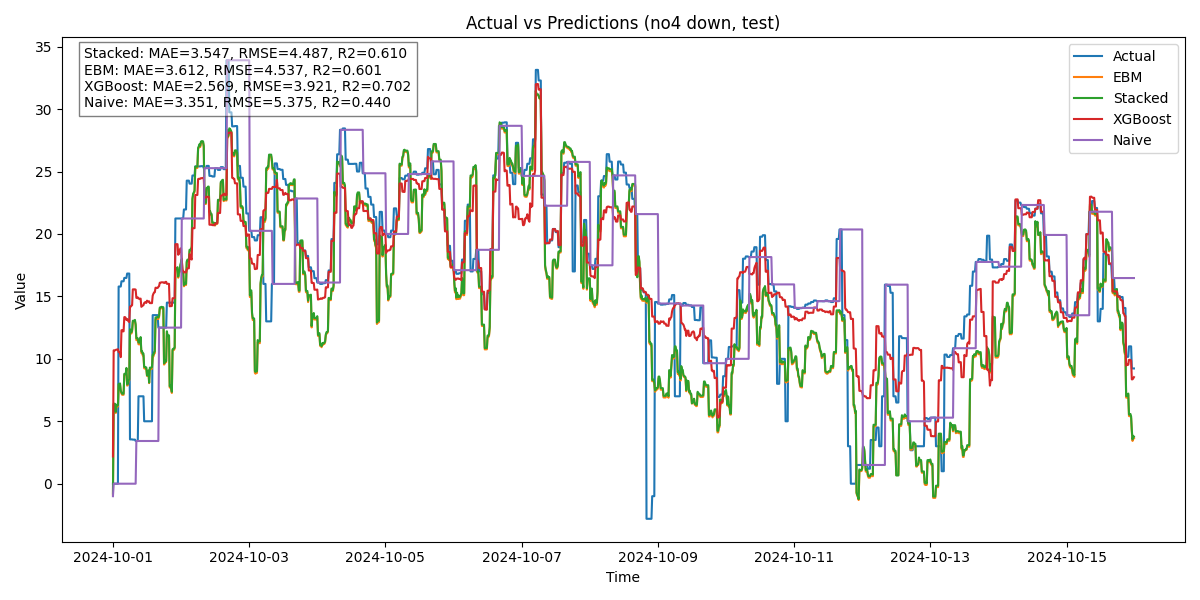 Actual vs Predictions (no4 down, test)
Stacked: MAE=3.547, RMSE=4.487, R2=0.610
EBM: MAE=3.612, RMSE=4.537, R2=0.601
XGBoost: MAE=2.569, RMSE=3.921, R2=0.702
Naive: MAE=3.351, RMSE=5.375, R2=0.440
Actual
EBM
Stacked
XGBoost
Naive
Value
35
30
25
20
15
10
5
0
2024-10-01 2024-10-03 2024-10-05 2024-10-07 2024-10-09 2024-10-11 2024-10-13 2024-10-15
Time